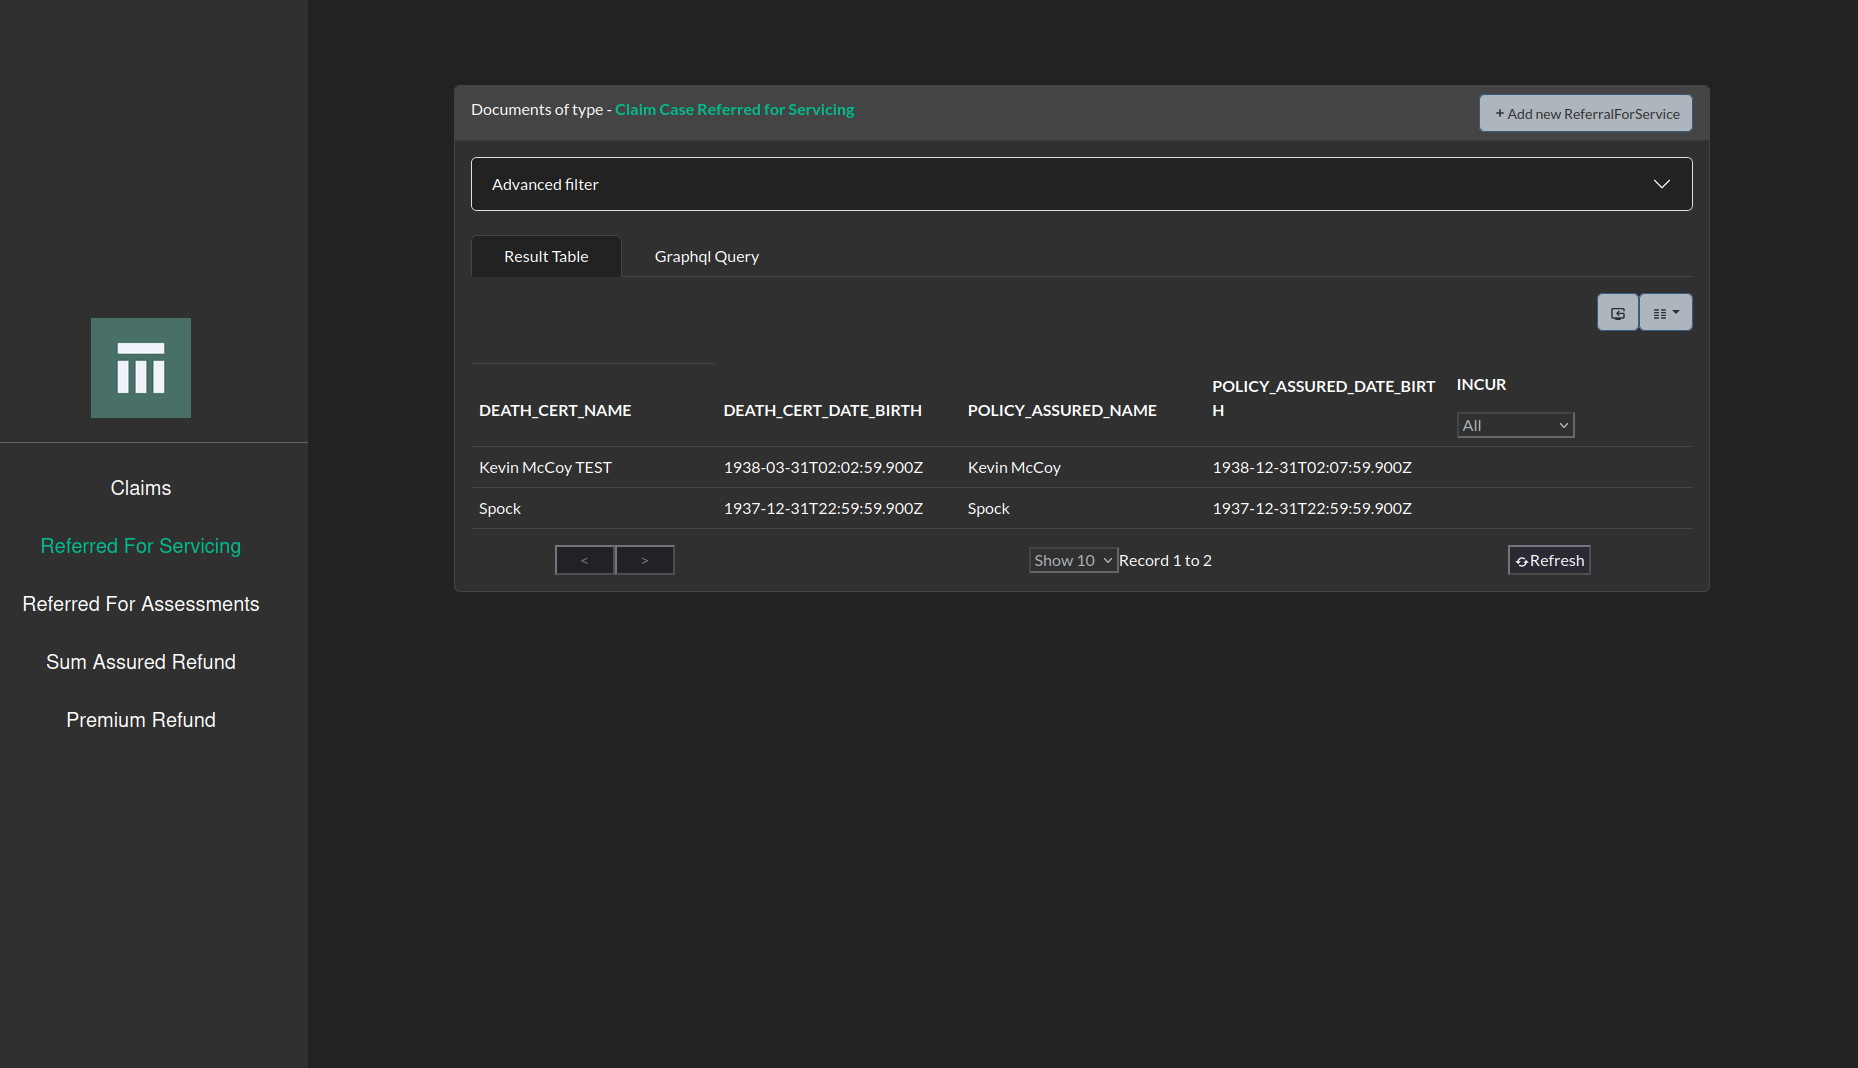 Documents of type - Claim Case Referred for Servicing
+ Add new ReferralForService
Advanced filter
Result Table
Graphql Query
DEATH_CERT_NAME
DEATH_CERT_DATE_BIRTH
POLICY_ASSURED_NAME
POLICY_ASSURED_DATE_BIRT
H
INCUR
All
Kevin McCoy TEST
1938-03-31T02:02:59.900Z
Kevin McCoy
1938-12-31T02:07:59.900Z
Spock
1937-12-31T22:59:59.900Z
Spock
1937-12-31T22:59:59.900Z
<
>
Show 10
Record 1 to 2
Refresh
Claims
Referred For Servicing
Referred For Assessments
Sum Assured Refund
Premium Refund